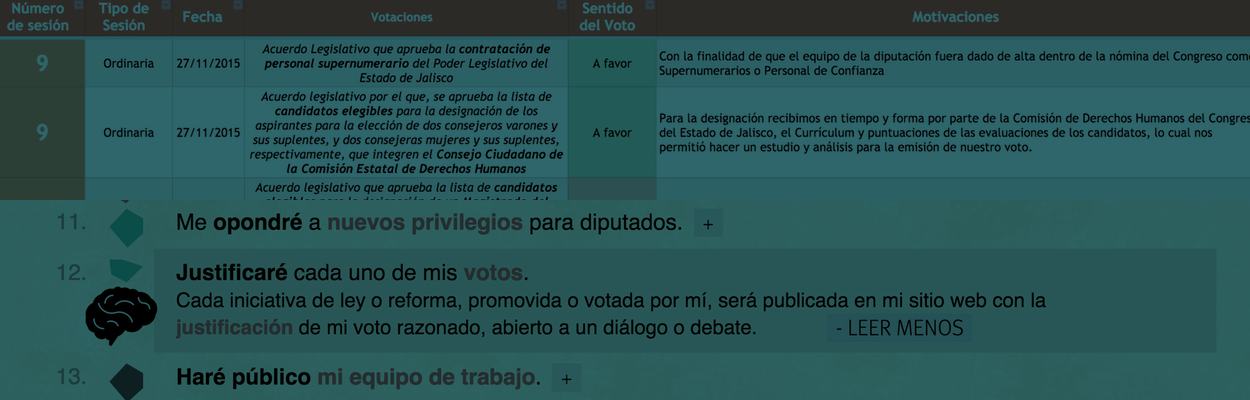 Número de sesión
Tipo de Sesión
Fecha
Votaciones
Sentido del Voto
Motivaciones
9
Ordinaria
27/11/2015
Acuerdo Legislativo que aprueba la contratación de
personal supernumerario del Poder Legislativo del
Estado de Jalisco
A favor
Con la finalidad de que el equipo de la diputación fuera dado de alta dentro de la nómina del Congreso
Supernumerarios o Personal de Confianza
9
Ordinaria
27/11/2015
Acuerdo legislativo por el que, se aprueba la lista de
candidatos elegibles para la designación de los
aspirantes para la elección de dos consejeros varones y
sus suplentes, y dos consejeras mujeres y sus suplentes,
respectivamente, que integren el Consejo Ciudadano de
la Comisión Estatal de Derechos Humanos
A favor
Para la designación recibimos en tiempo y forma por parte de la Comisión de Derechos Humanos del
del Estado de Jalisco, el Currículum y puntuaciones de las evaluaciones de los candidatos, lo cual nos
permitió hacer un estudio y análisis para la emisión de nuestro voto.
Acuerdo legislativo que aprueba la lista de candidatos
11. Me opondré a nuevos privilegios para diputados. +
12. Justificaré cada uno de mis votos.
Cada iniciativa de ley o reforma, promovida o votada por mí, será publicada en mi sitio web con la
justificación de mi voto razonado, abierto a un diálogo o debate. - LEER MENOS
13. Haré público mi equipo de trabajo. +